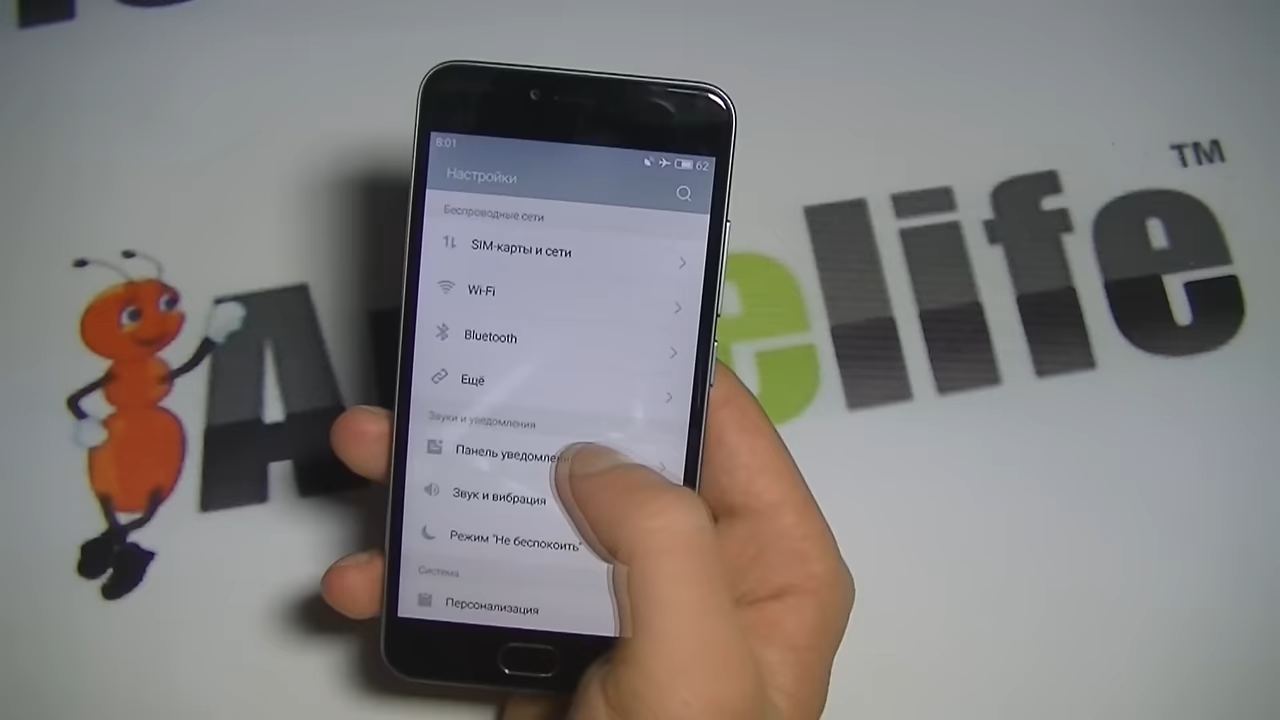 8:01
62
Настройки
Беспроводные сети
SIM-карты и сети
Wi-Fi
Bluetooth
Ещё
Звуки и уведомления
Панель уведомлен
Звук и вибрация
Режим "Не беспокоить"
Система
Персонализация
elife
TM